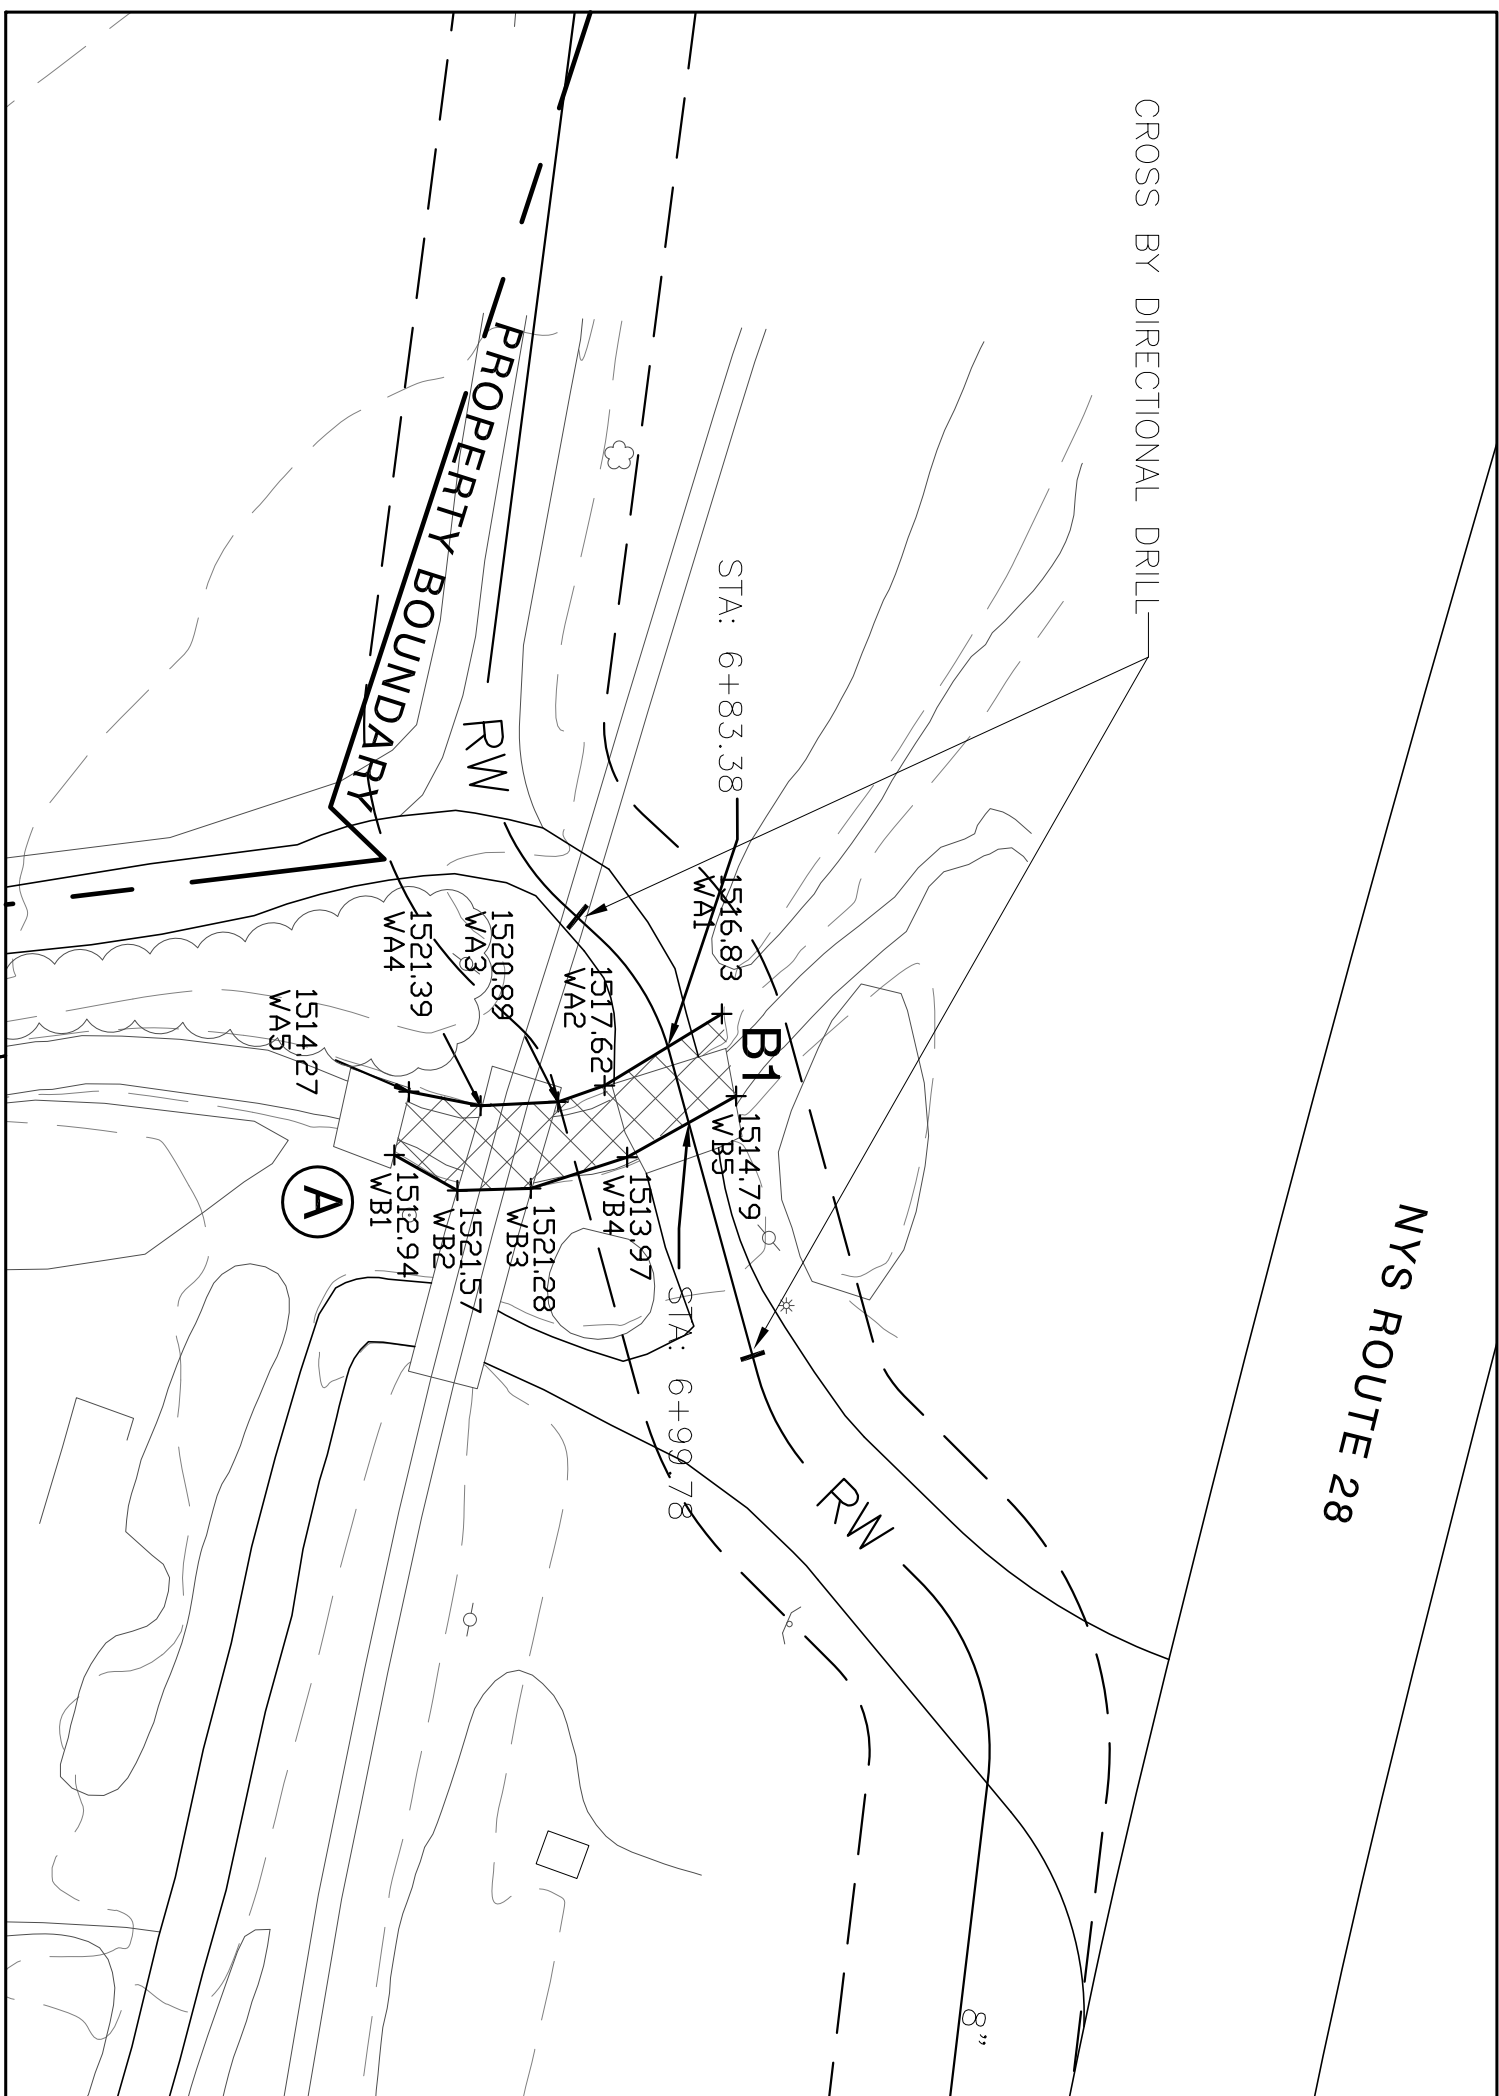 NYS ROUTE 28
CROSS BY DIRECTIONAL DRILL
STA: 6+83.38
B1
1516.83
WA1
1514.79
WB5
1517.62
WA2
1513.97
WB4
STA: 6+99.78
1520.89
WA3
1521.28
WB3
1521.39
WA4
1521.57
WB2
1514.27
WA5
1512.94
WB1
A
PROPERTY BOUNDARY
RW
RW
8"